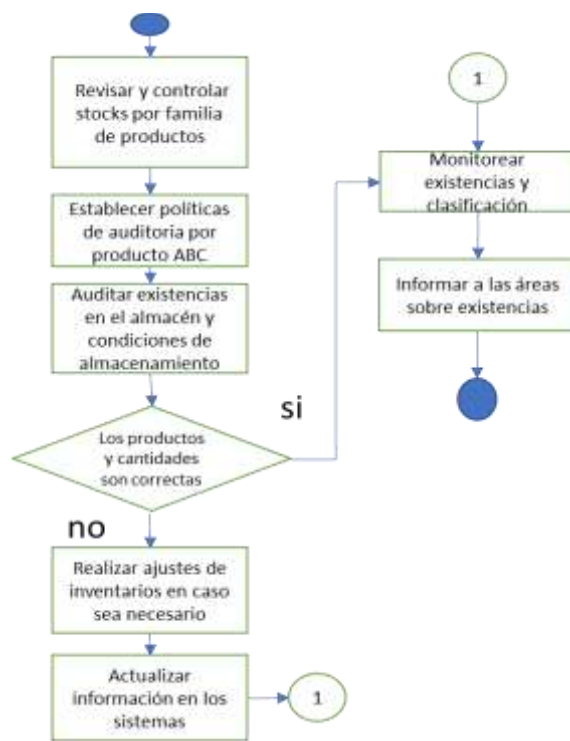 Revisar y controlar
stocks por familia
de productos
Establecer políticas
de auditoria por
producto ABC
Auditar existencias
en el almacén y
condiciones de
almacenamiento
Los productos
y cantidades
son correctas
si
no
Realizar ajustes de
inventarios en caso
sea necesario
Actualizar
información en los
sistemas
1
1
Monitorear
existencias y
clasificación
Informar a las áreas
sobre existencias